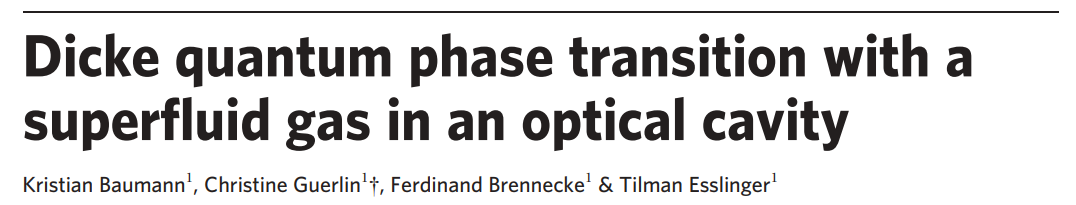 Dicke quantum phase transition with a
superfluid gas in an optical cavity
Kristian Baumann¹, Christine Guerlin¹†, Ferdinand Brennecke¹ & Tilman Esslinger¹